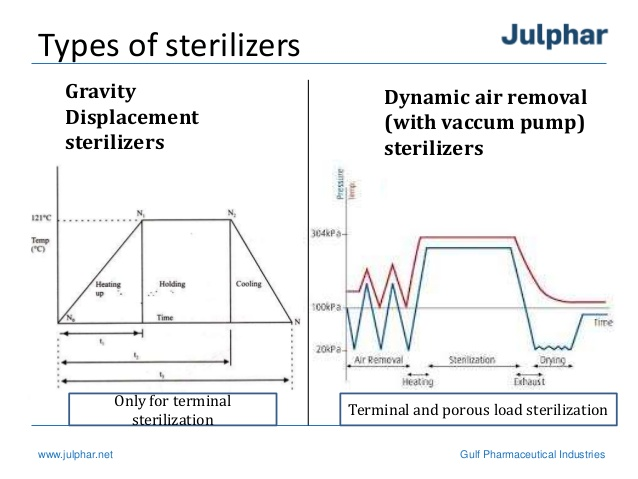 Types of sterilizers
Julphar
Gravity
Displacement
sterilizers
121°C
Temp
(°C)
N₁
N₂
Heating
up
Holding
Cooling
N₀
Time
N
t₁
t₂
t₃
Only for terminal
sterilization
Dynamic air removal
(with vaccum pump)
sterilizers
Pressure
Temp.
304kPa
100kPa
20kPa
Time
Air Removal
Sterilization
Drying
Heating
Exhaust
Terminal and porous load sterilization
www.julphar.net
Gulf Pharmaceutical Industries